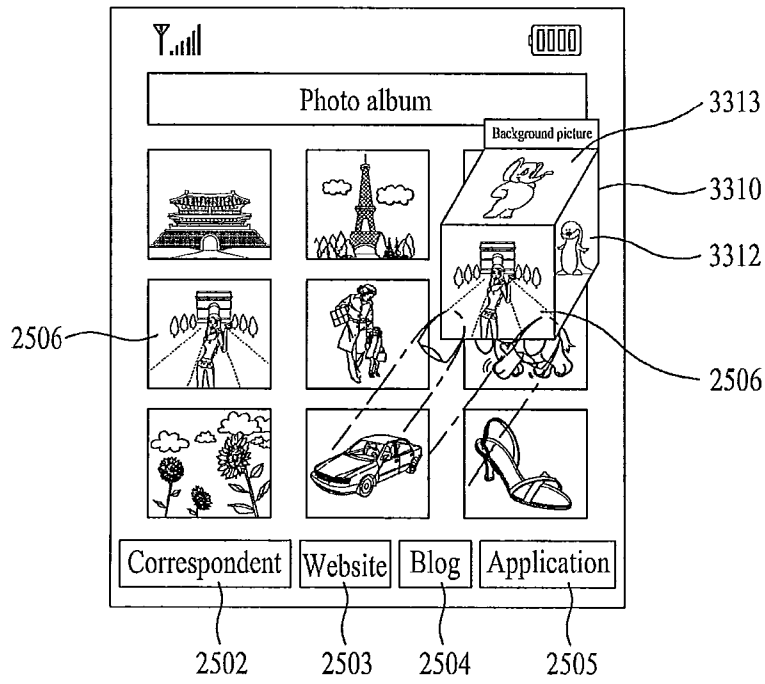 Photo album
3313
Background picture
3310
3312
2506
2506
Correspondent
Website
Blog
Application
2502
2503
2504
2505